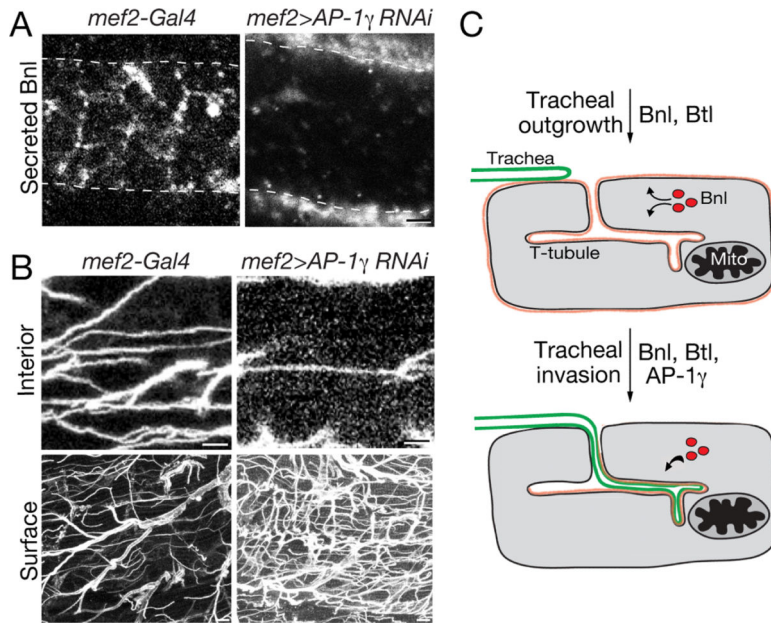 A
mef2-Gal4
mef2>AP-1γ RNAi
Secreted Bnl
B
mef2-Gal4
mef2>AP-1γ RNAi
Interior
Surface
C
Tracheal
outgrowth
Bnl, Btl
Trachea
Bnl
T-tubule
Mito
Tracheal
invasion
Bnl, Btl,
AP-1γ